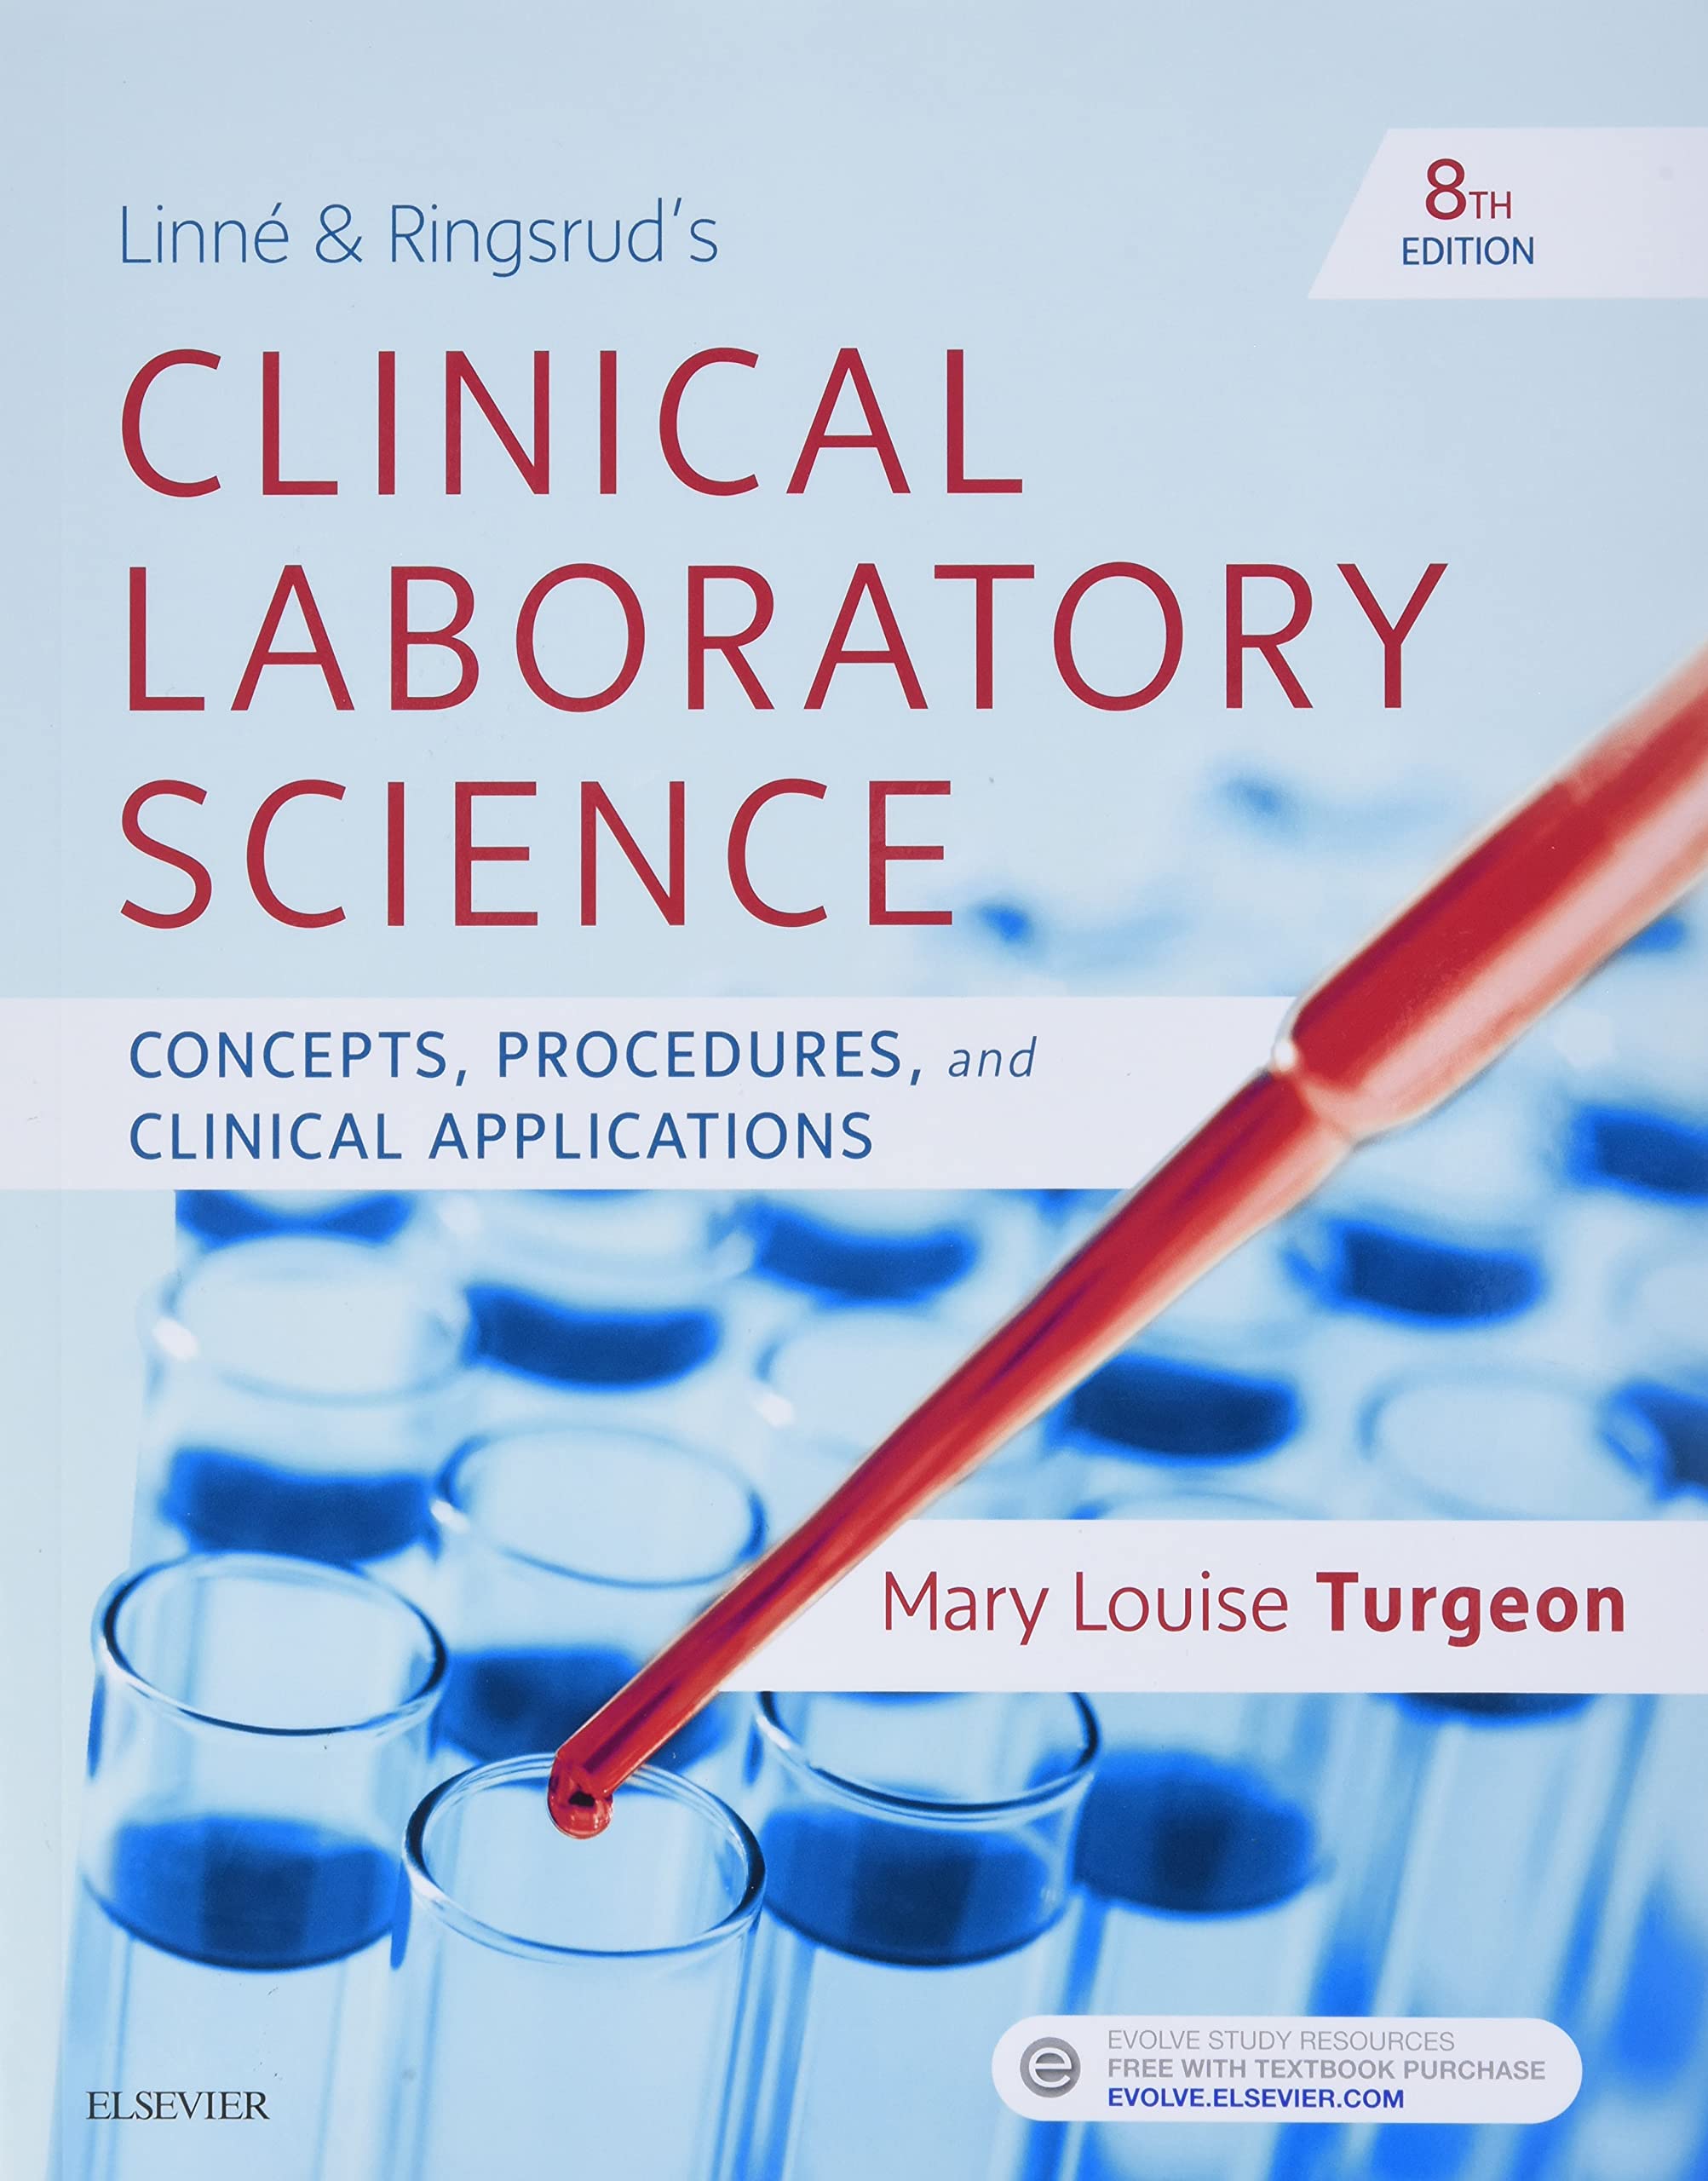 8TH
EDITION
Linné & Ringsrud's
CLINICAL
LABORATORY
SCIENCE
CONCEPTS, PROCEDURES, and
CLINICAL APPLICATIONS
Mary Louise Turgeon
EVOLVE STUDY RESOURCES
FREE WITH TEXTBOOK PURCHASE
EVOLVE.ELSEVIER.COM
ELSEVIER